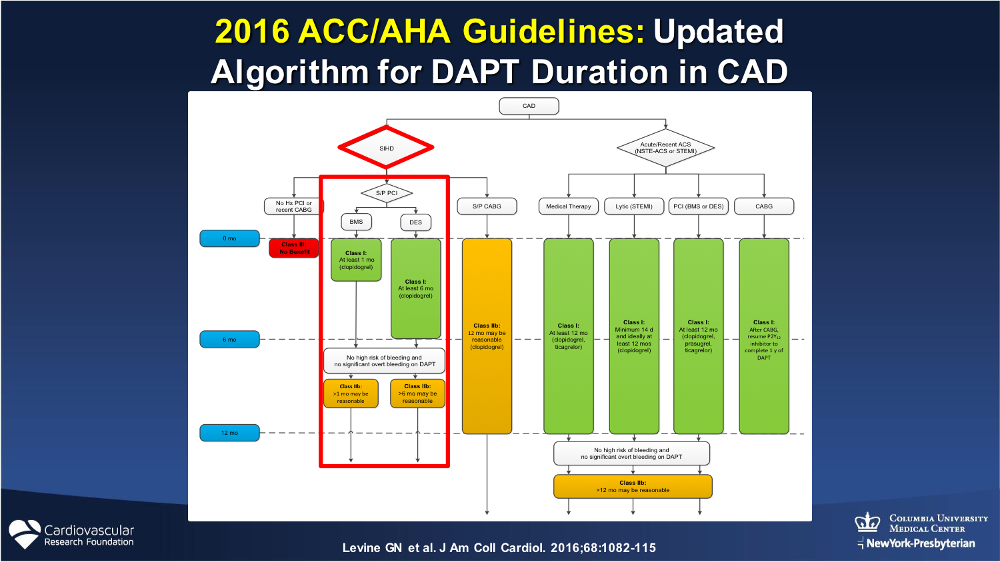 2016 ACC/AHA Guidelines: Updated
Algorithm for DAPT Duration in CAD
CAD
SIHD
Acute/Recent ACS
(NSTE-ACS or STEMI)
No Hx PCI or
recent CABG
S/P PCI
S/P CABG
Medical Therapy
Lytic (STEMI)
PCI (BMS or DES)
CABG
BMS
DES
0 mo
Class III:
No Benefit
Class I:
At least 1 mo
(clopidogrel)
Class I:
At least 6 mo
(clopidogrel)
Class IIb:
12 mo may be
reasonable
(clopidogrel)
Class I:
At least 12 mo
(clopidogrel,
ticagrelor)
Class I:
Minimum 14 d
and ideally at
least 12 mos
(clopidogrel)
Class I:
At least 12 mo
(clopidogrel,
prasugrel,
ticagrelor)
Class I:
After CABG,
resume P2Y₁₂
inhibitor to
complete 1 y of
DAPT
6 mo
No high risk of bleeding and
no significant overt bleeding on DAPT
Class IIb:
>1 mo may be
reasonable
Class IIb:
>6 mo may be
reasonable
12 mo
No high risk of bleeding and
no significant overt bleeding on DAPT
Class IIb:
>12 mo may be reasonable
Cardiovascular
Research Foundation
Levine GN et al. J Am Coll Cardiol. 2016;68:1082-115
COLUMBIA UNIVERSITY
MEDICAL CENTER
NewYork-Presbyterian